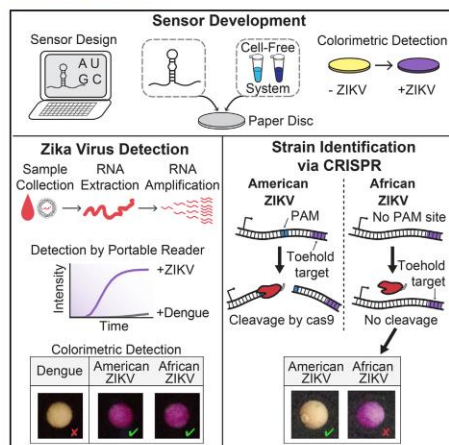 Sensor Development
Sensor Design
A U
G C
Cell-Free
System
Paper Disc
Colorimetric Detection
- ZIKV
+ZIKV
Zika Virus Detection
Sample
Collection
RNA
Extraction
RNA
Amplification
Detection by Portable Reader
Intensity
+ZIKV
+Dengue
Time
Colorimetric Detection
Dengue
American
ZIKV
African
ZIKV
Strain Identification
via CRISPR
American
ZIKV
PAM
Toehold
target
Cleavage by cas9
African
ZIKV
No PAM site
Toehold
target
No cleavage
American
ZIKV
African
ZIKV